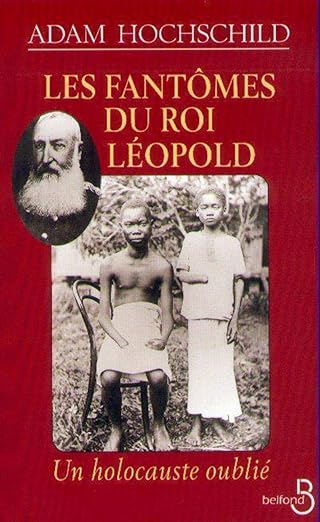 ADAM HOCHSCHILD
LES FANTÔMES
DU ROI
LÉOPOLD
Un holocauste oublié
belfond B